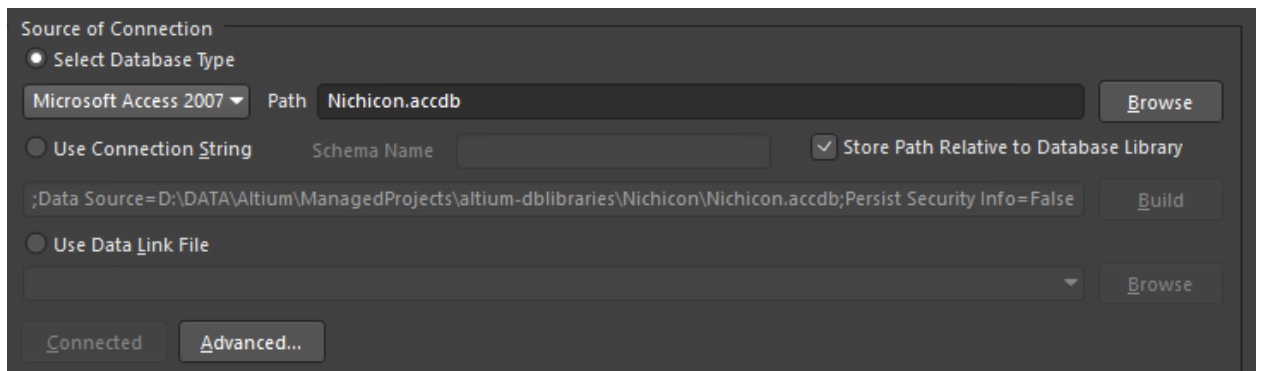 Source of Connection
Select Database Type
Microsoft Access 2007 Path Nichicon.accdb Browse
Use Connection String Schema Name Store Path Relative to Database Library
;Data Source=D:\DATA\Altium\ManagedProjects\altium-dblibraries\Nichicon\Nichicon.accdb;Persist Security Info=False Build
Use Data Link File
Browse
Connected Advanced...